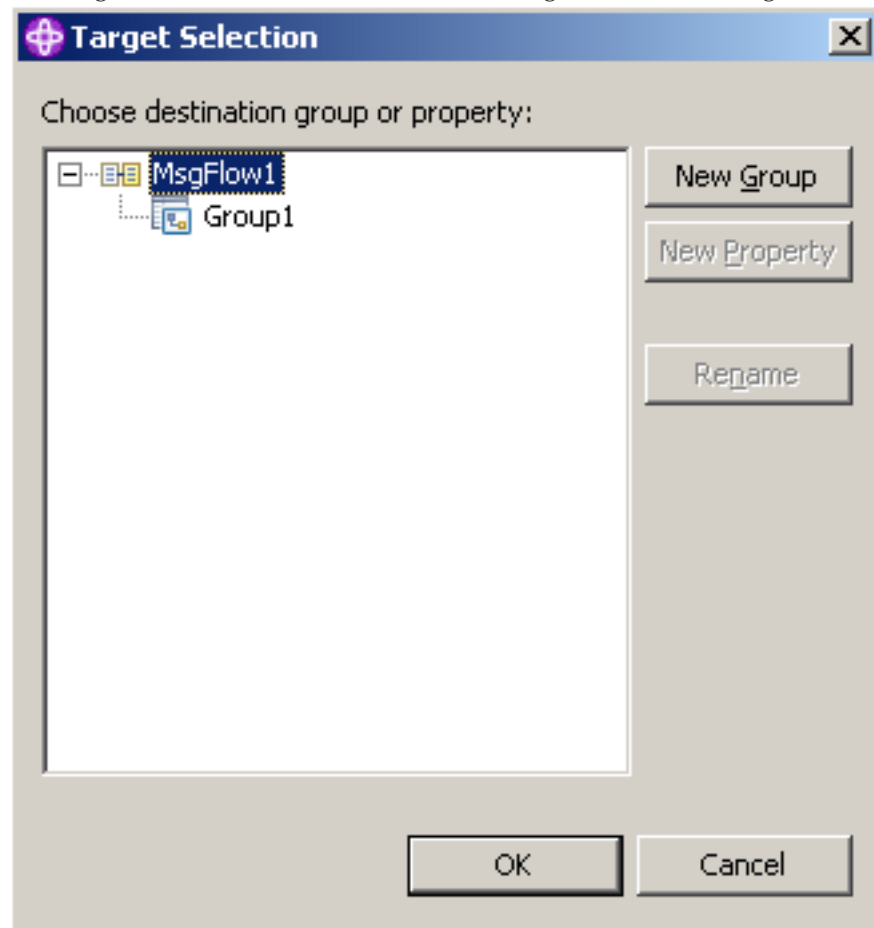 Target Selection
Choose destination group or property:
MsgFlow1
Group1
New Group
New Property
Rename
OK
Cancel